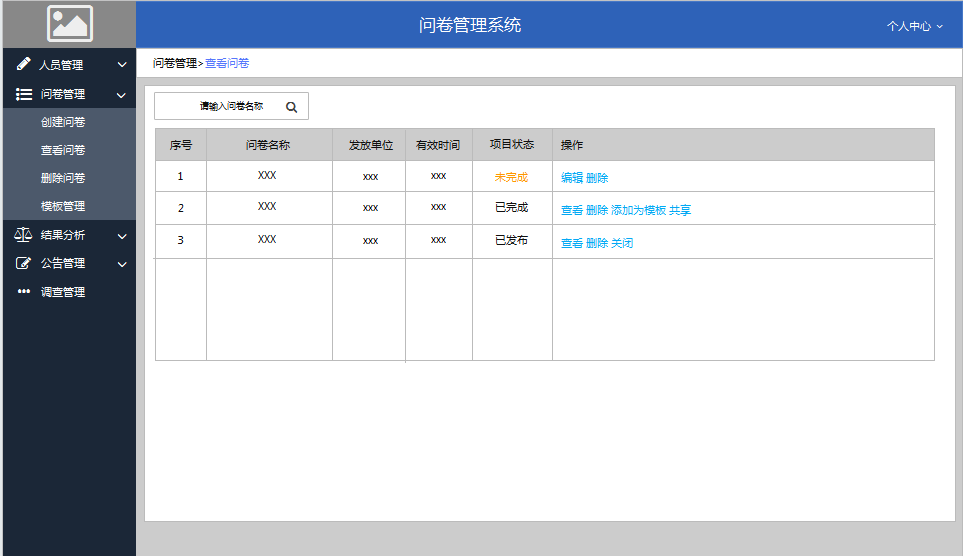 问卷管理系统
个人中心
人员管理
问卷管理
创建问卷
查看问卷
删除问卷
模板管理
结果分析
公告管理
调查管理
问卷管理>查看问卷
请输入问卷名称
序号 问卷名称 发放单位 有效时间 项目状态 操作
1 XXX xxx xxx 未完成 编辑 删除
2 XXX xxx xxx 已完成 查看 删除 添加为模板 共享
3 XXX xxx xxx 已发布 查看 删除 关闭